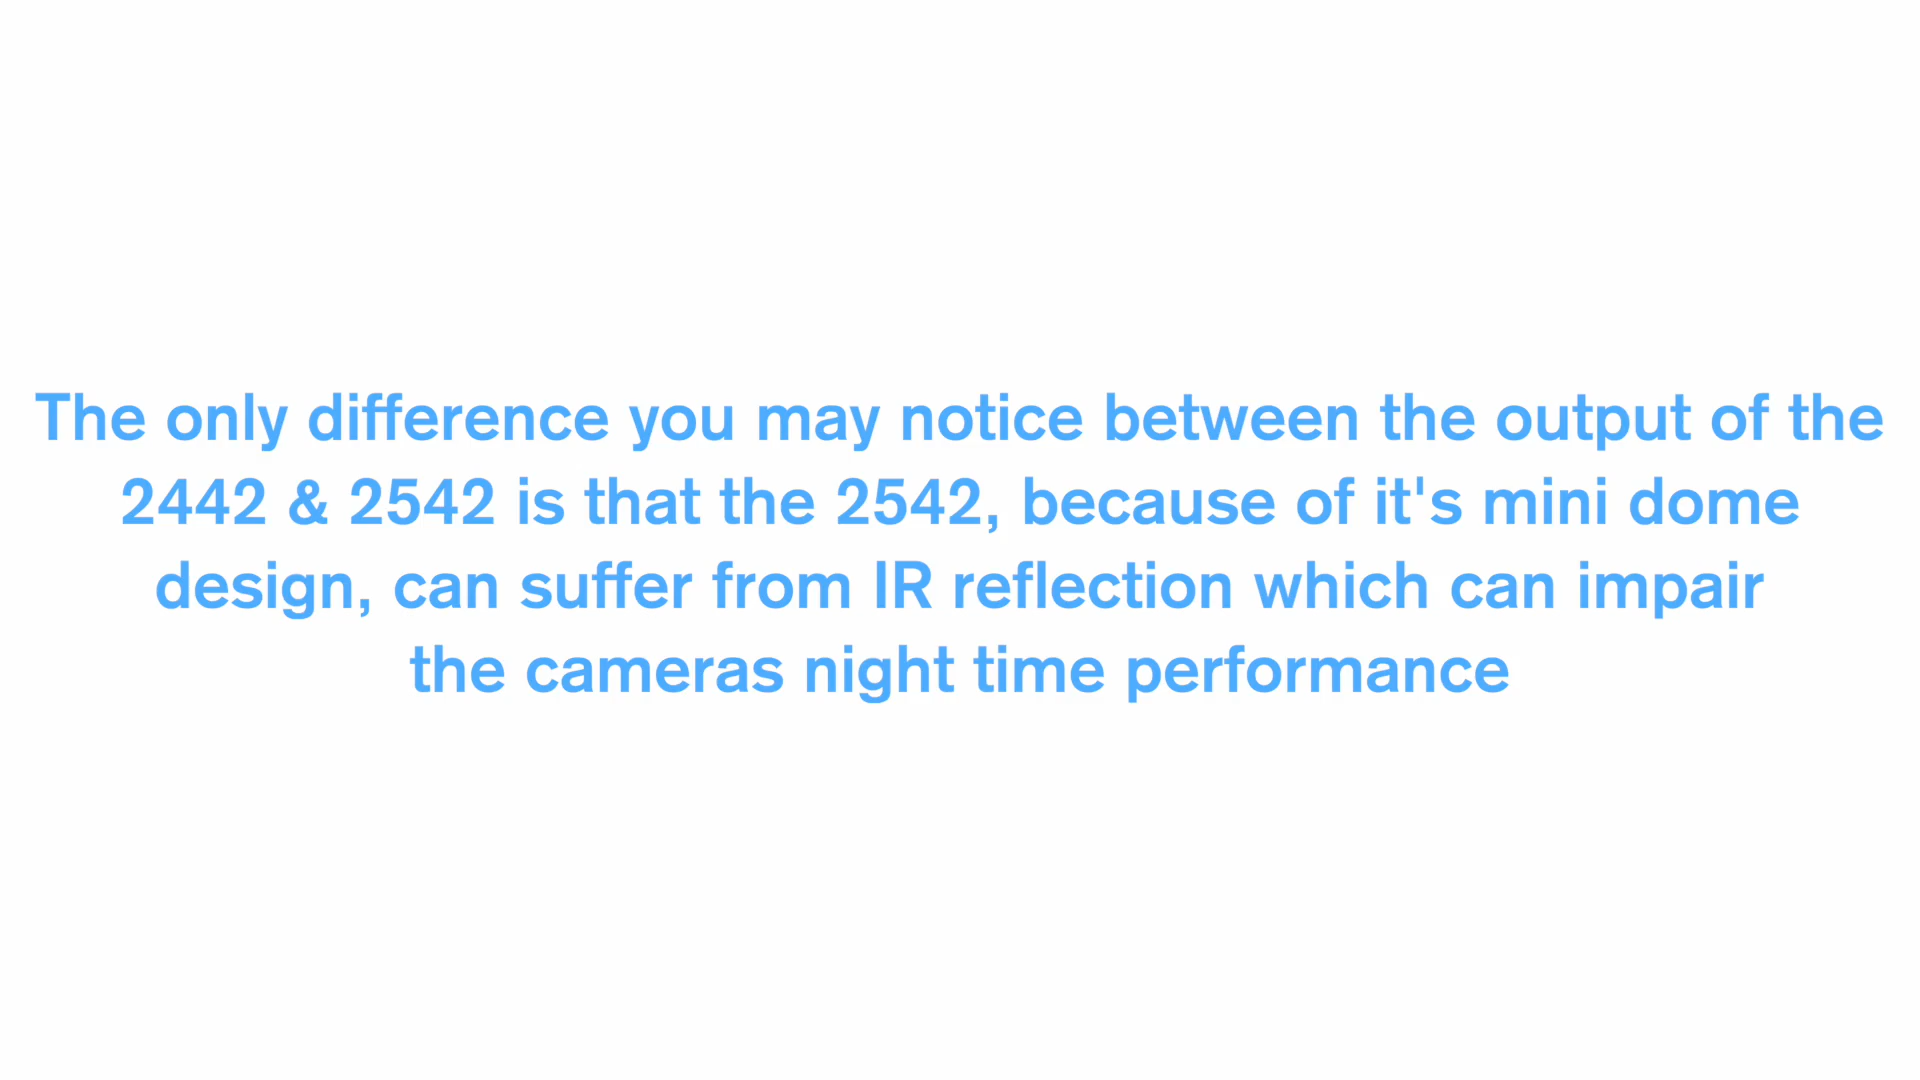 The only difference you may notice between the output of the
2442 & 2542 is that the 2542, because of it's mini dome
design, can suffer from IR reflection which can impair
the cameras night time performance